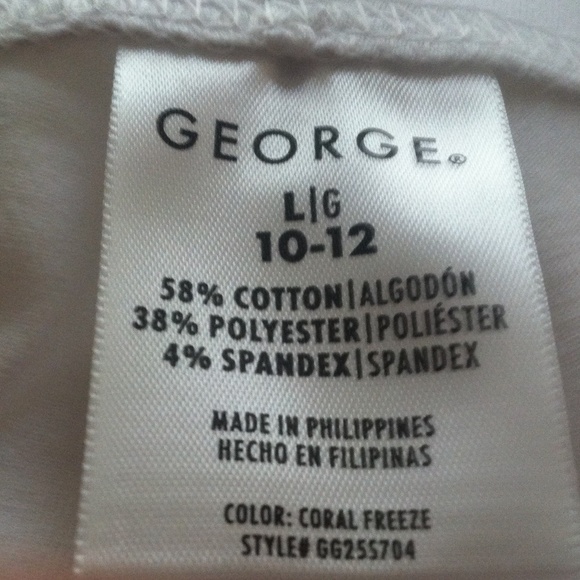 GEORGE®
L|G
10-12
58% COTTON|ALGODÓN
38% POLYESTER|POLIÉSTER
4% SPANDEX|SPANDEX
MADE IN PHILIPPINES
HECHO EN FILIPINAS
COLOR: CORAL FREEZE
STYLE# GG25S704